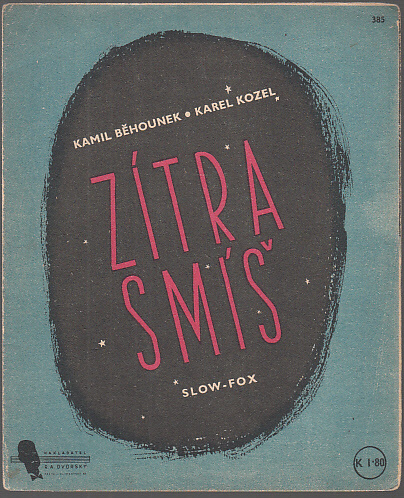 385
KAMIL BĚHOUNEK • KAREL KOZEL
ZÍTRA
SMÍŠ
SLOW-FOX
NAKLADATEL
R.A.DVORSKÝ
K 1·80